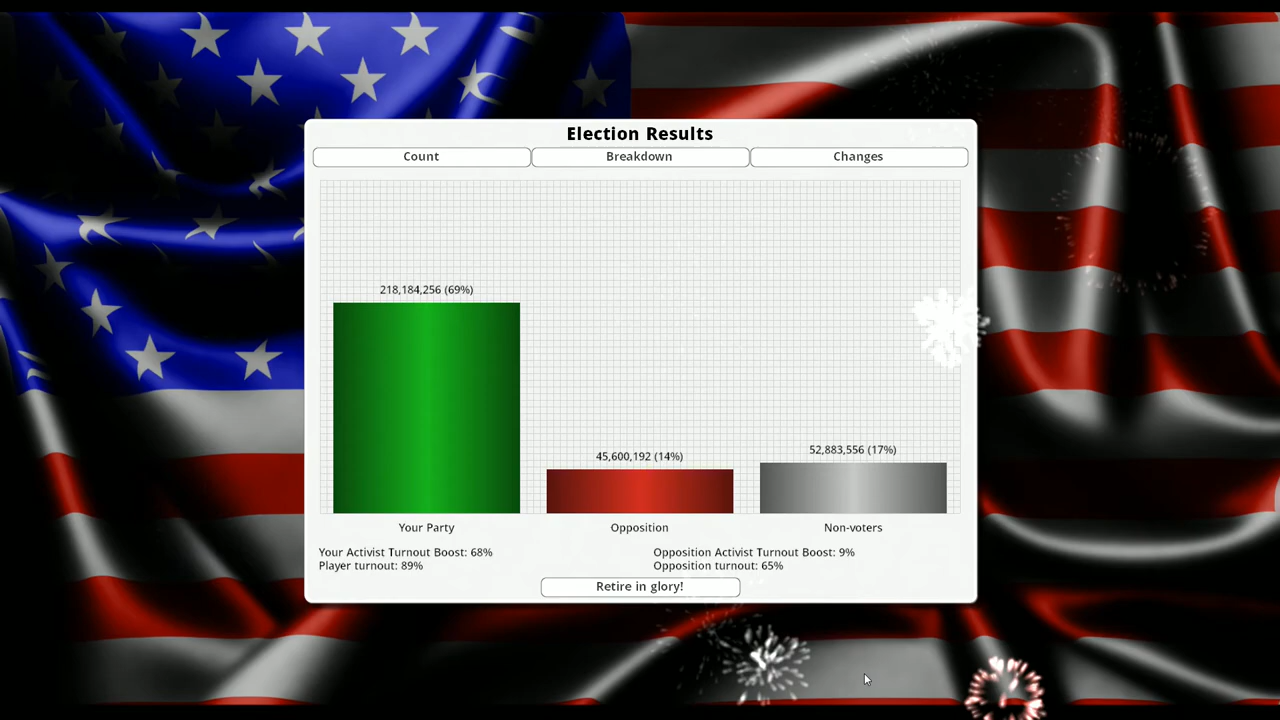 Election Results
Count
Breakdown
Changes
218,184,256 (69%)
52,883,556 (17%)
45,600,192 (14%)
Your Party
Opposition
Non-voters
Your Activist Turnout Boost: 68%
Opposition Activist Turnout Boost: 9%
Player turnout: 89%
Opposition turnout: 65%
Retire in glory!